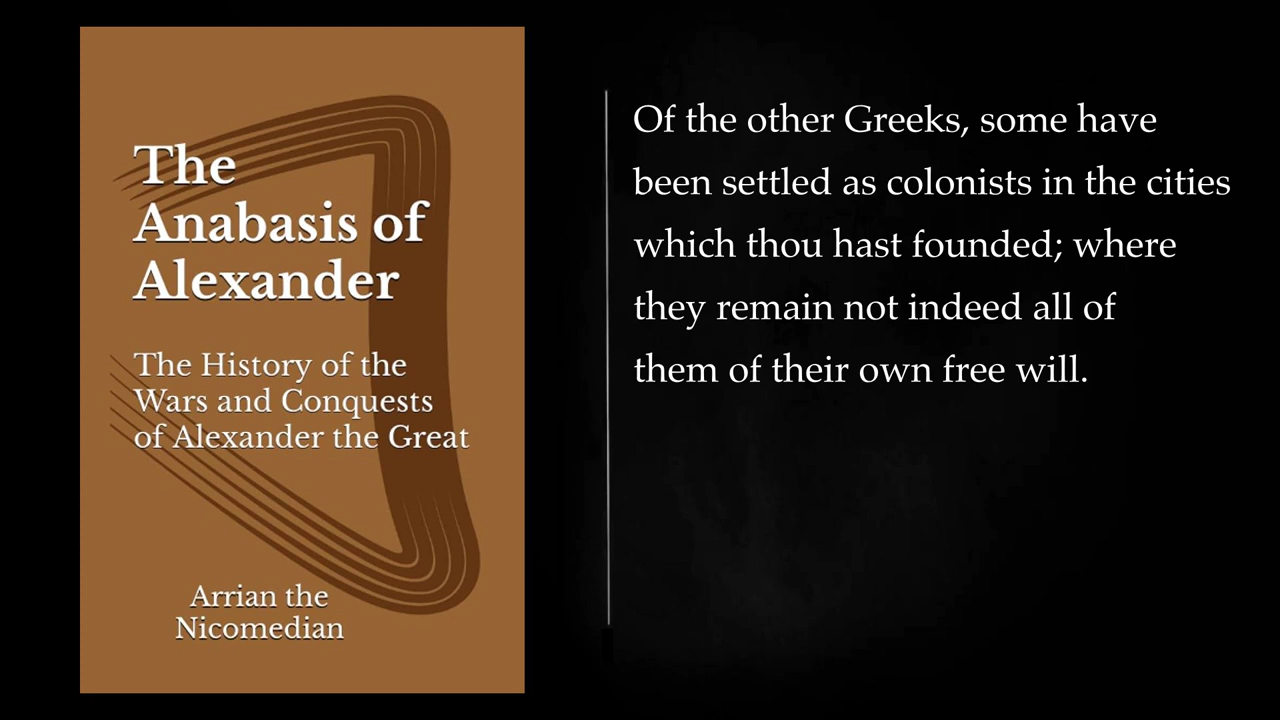 The
Anabasis of
Alexander
The History of the
Wars and Conquests
of Alexander the Great
Arrian the
Nicomedian
Of the other Greeks, some have
been settled as colonists in the cities
which thou hast founded; where
they remain not indeed all of
them of their own free will.